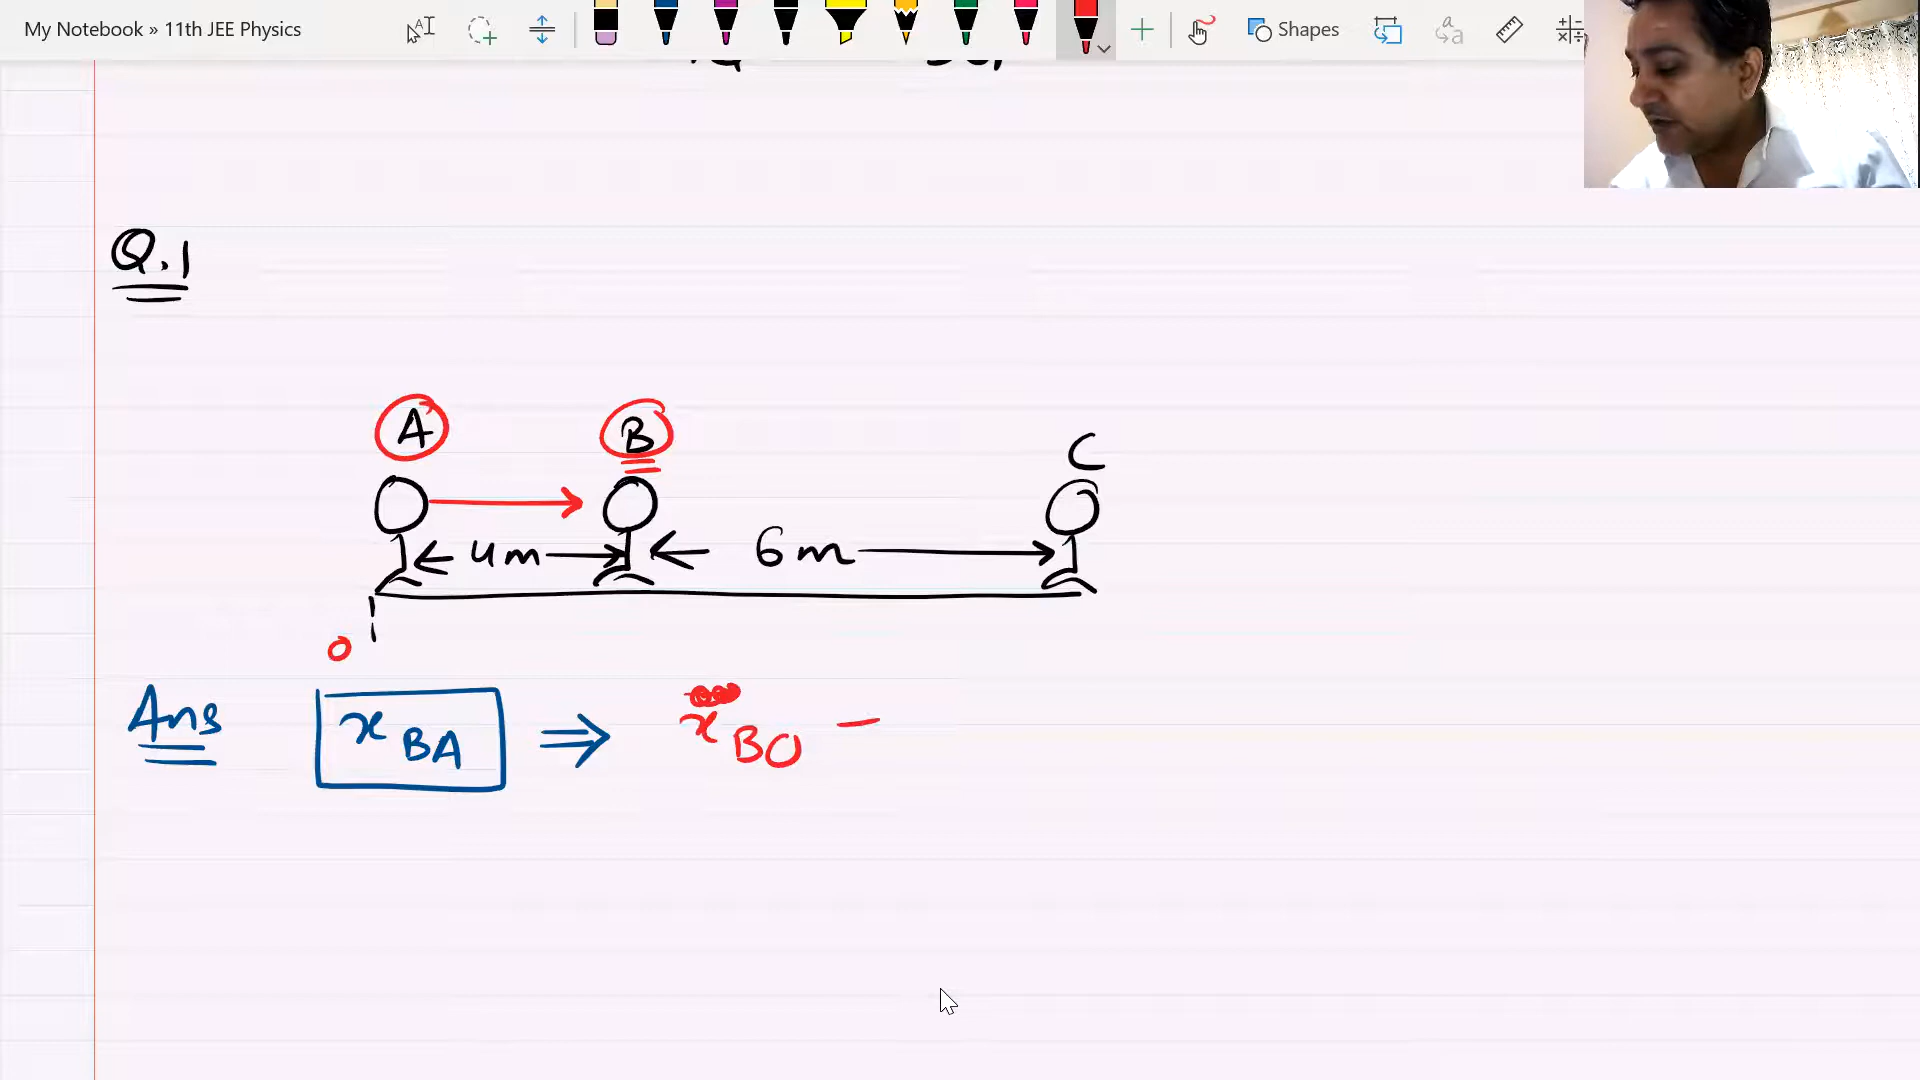 My Notebook » 11th JEE Physics
Shapes
Q.1
A B C
4m 6m
0
Ans x BA ⇒ x BO −